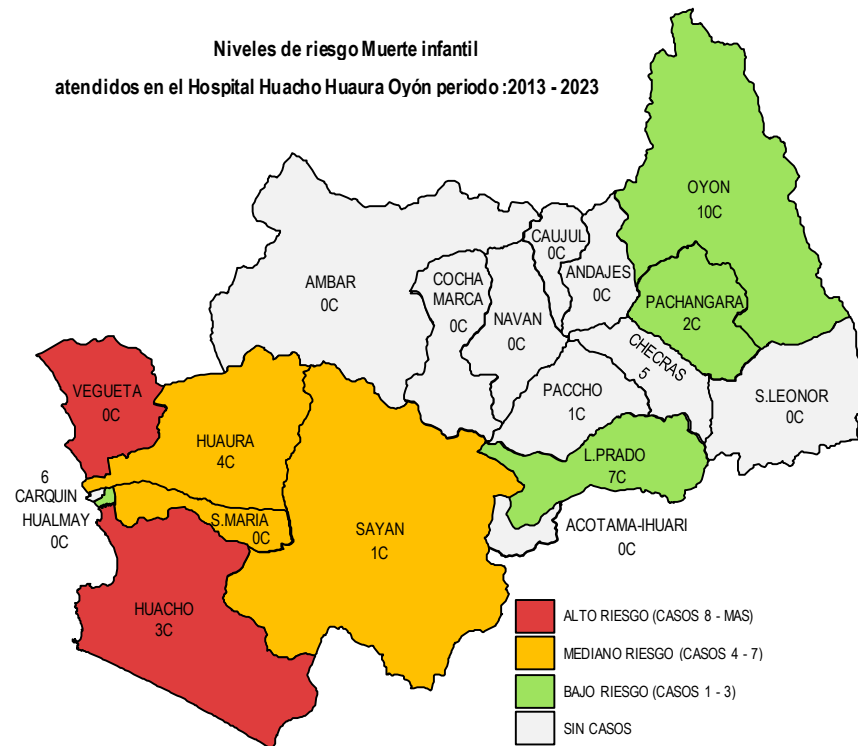 Niveles de riesgo Muerte infantil
atendidos en el Hospital Huacho Huaura Oyón periodo :2013 - 2023
OYON
10C
CAUJUL
0C
ANDAJES
0C
AMBAR
0C
COCHA
MARCA
0C
NAVAN
0C
PACHANGARA
2C
CHECRAS
5
VEGUETA
0C
PACCHO
1C
S.LEONOR
0C
HUAURA
4C
L.PRADO
7C
6
CARQUIN
HUALMAY
0C
S.MARIA
0C
SAYAN
1C
ACOTAMA-IHUARI
0C
HUACHO
3C
ALTO RIESGO (CASOS 8 - MAS)
MEDIANO RIESGO (CASOS 4 - 7)
BAJO RIESGO (CASOS 1 - 3)
SIN CASOS